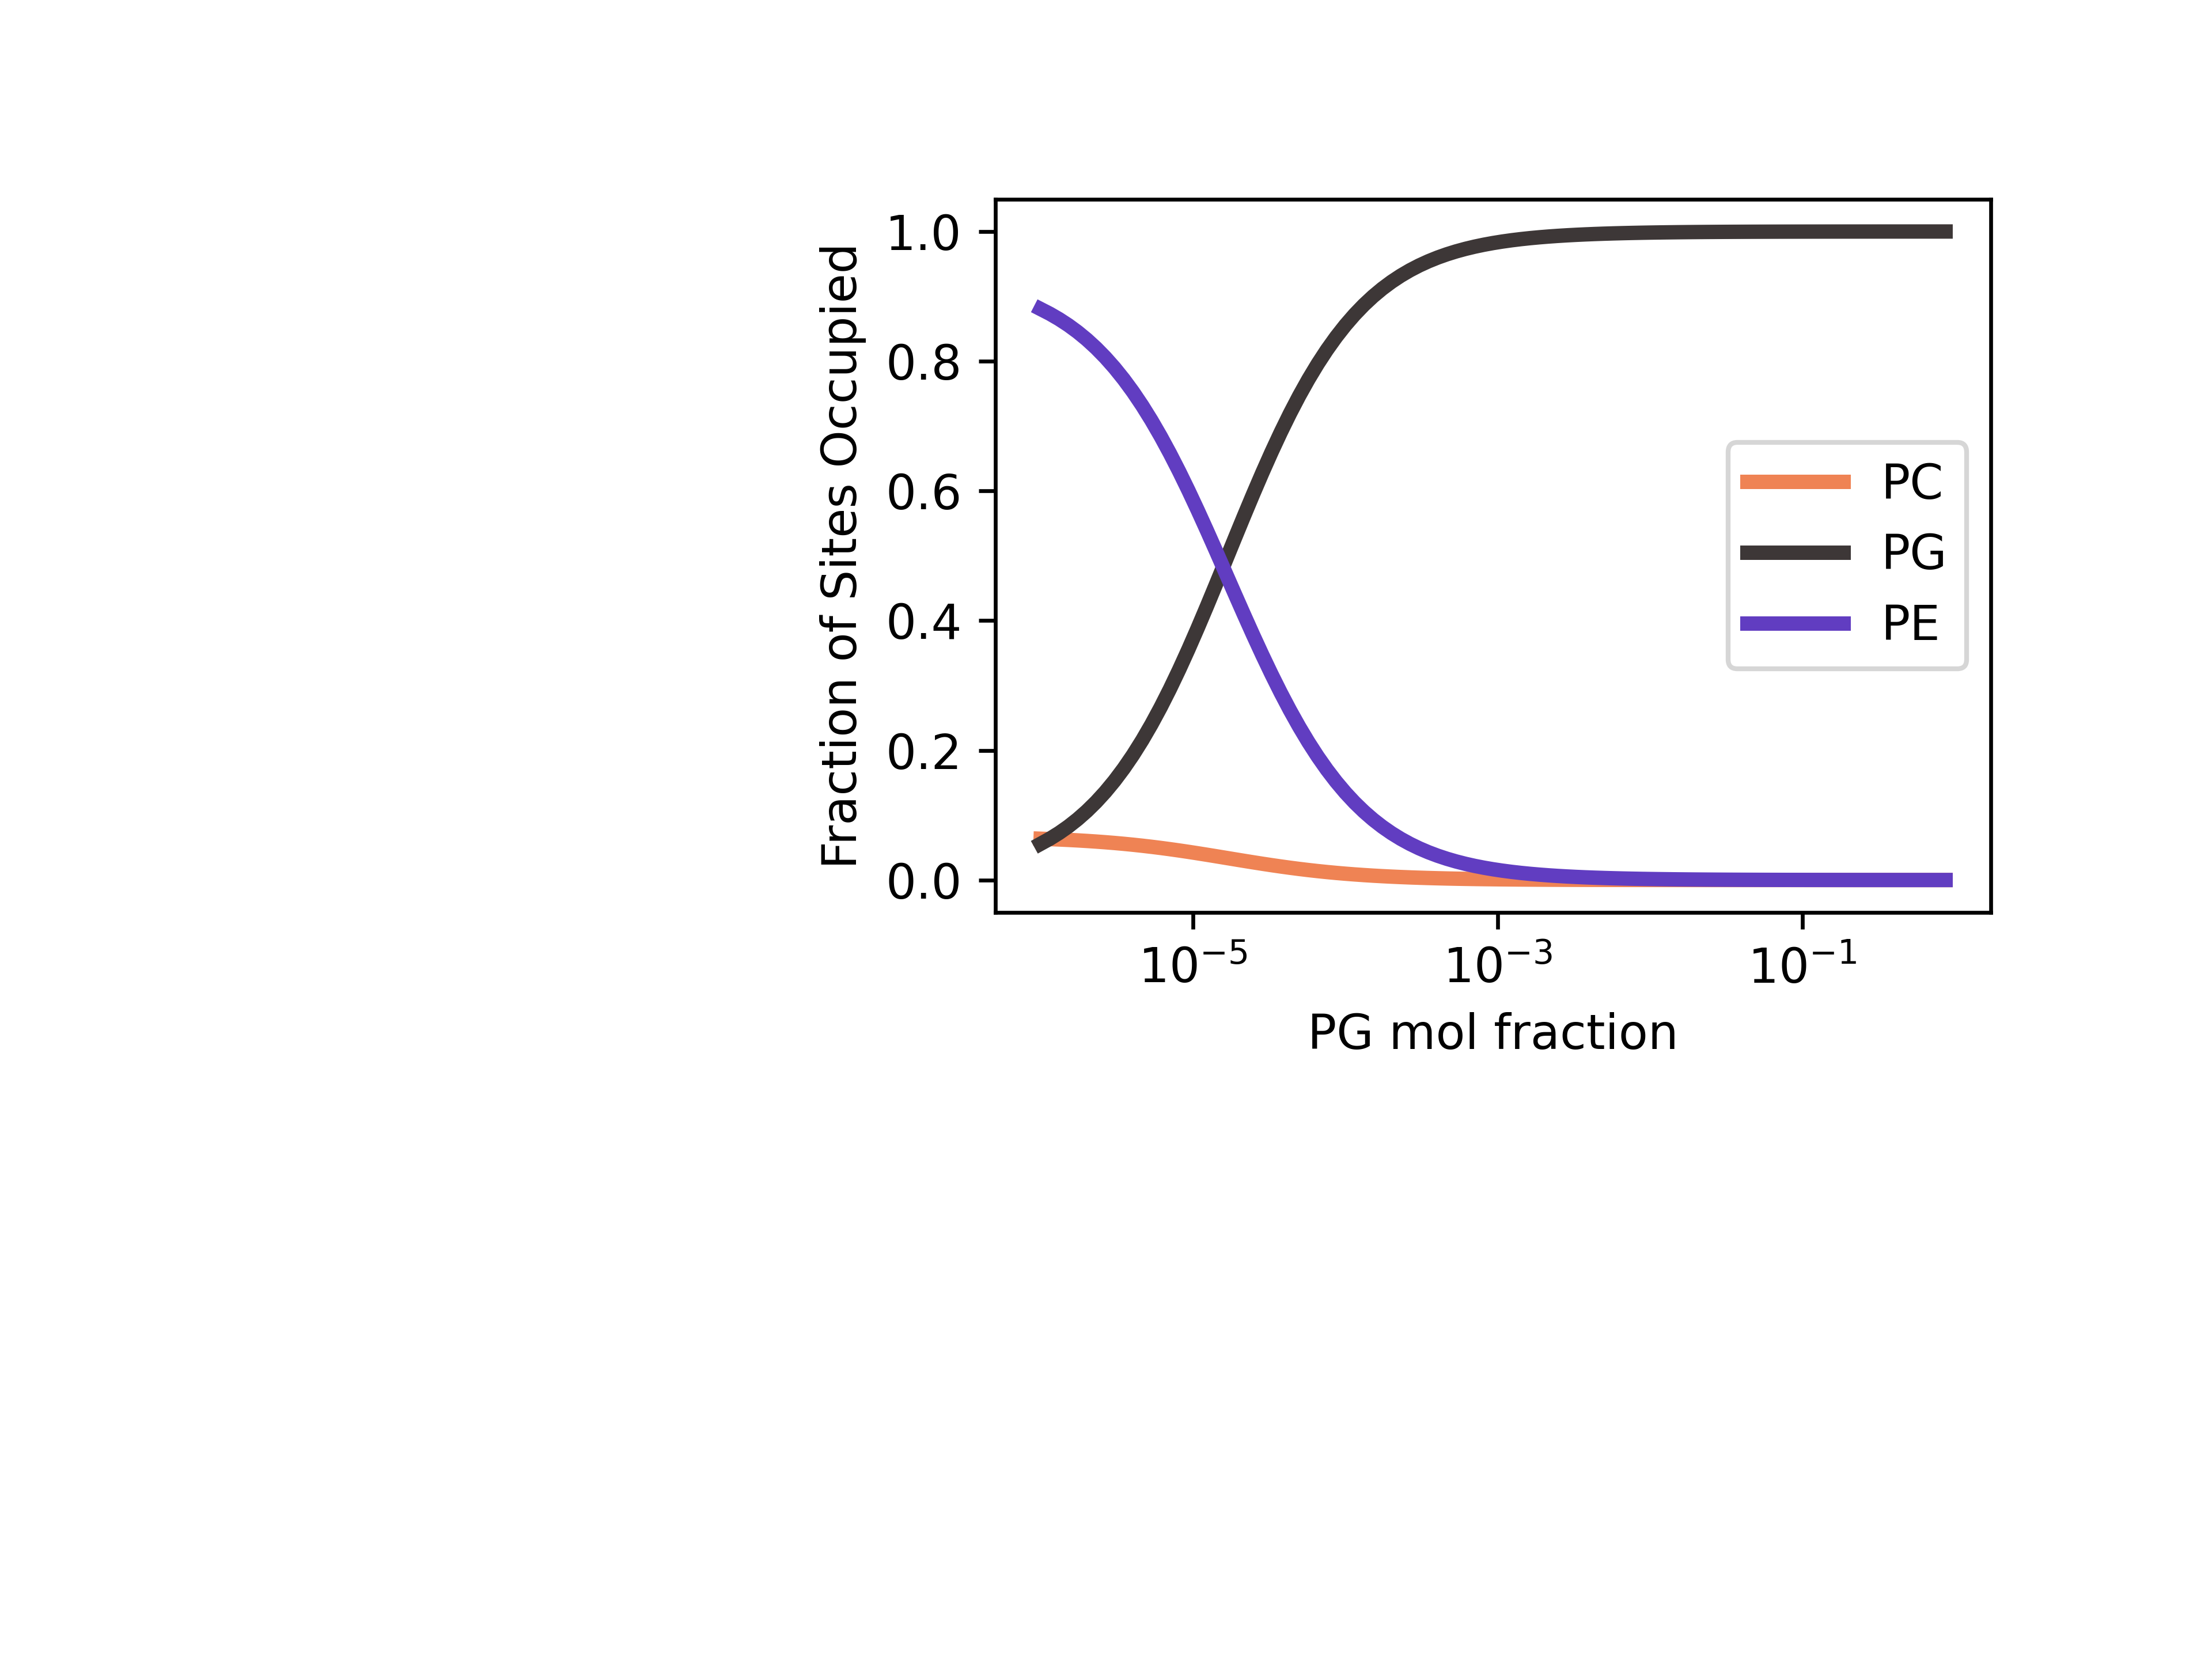 Fraction of Sites Occupied
1.0
0.8
0.6
0.4
0.2
0.0
PC
PG
PE
10⁻⁵ 10⁻³ 10⁻¹
PG mol fraction